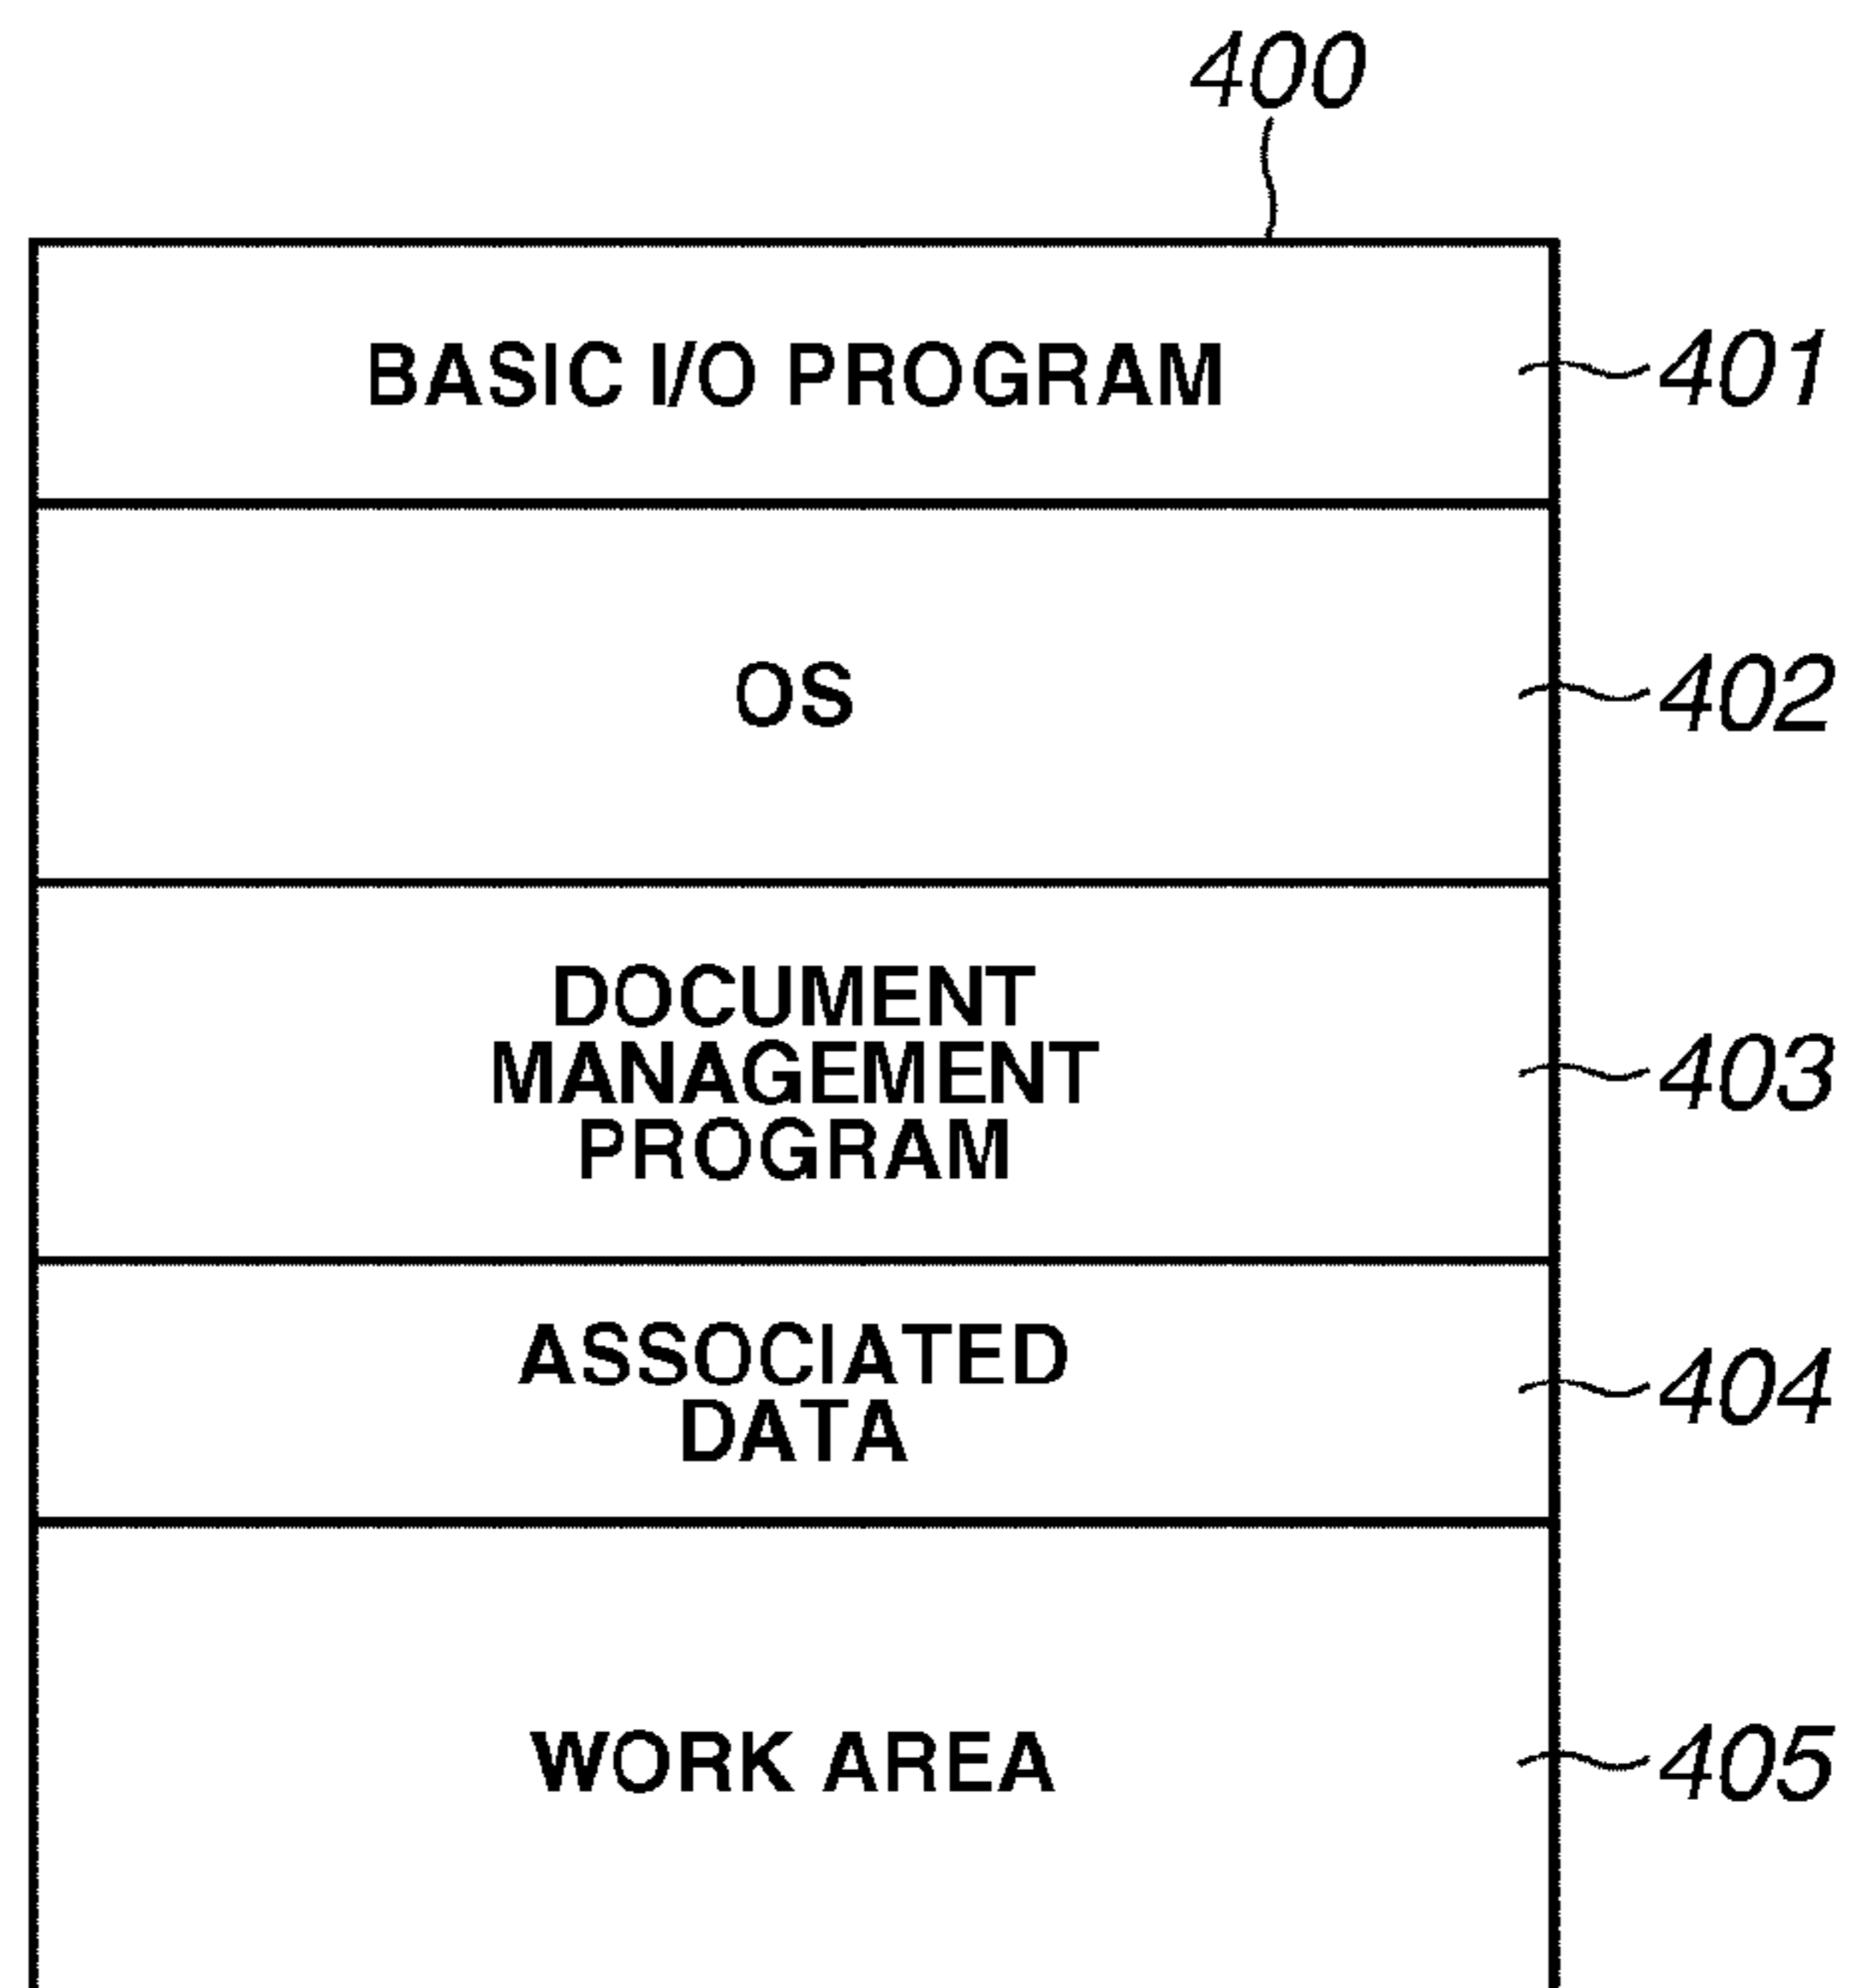 400
BASIC I/O PROGRAM
401
OS
402
DOCUMENT
MANAGEMENT
PROGRAM
403
ASSOCIATED
DATA
404
WORK AREA
405